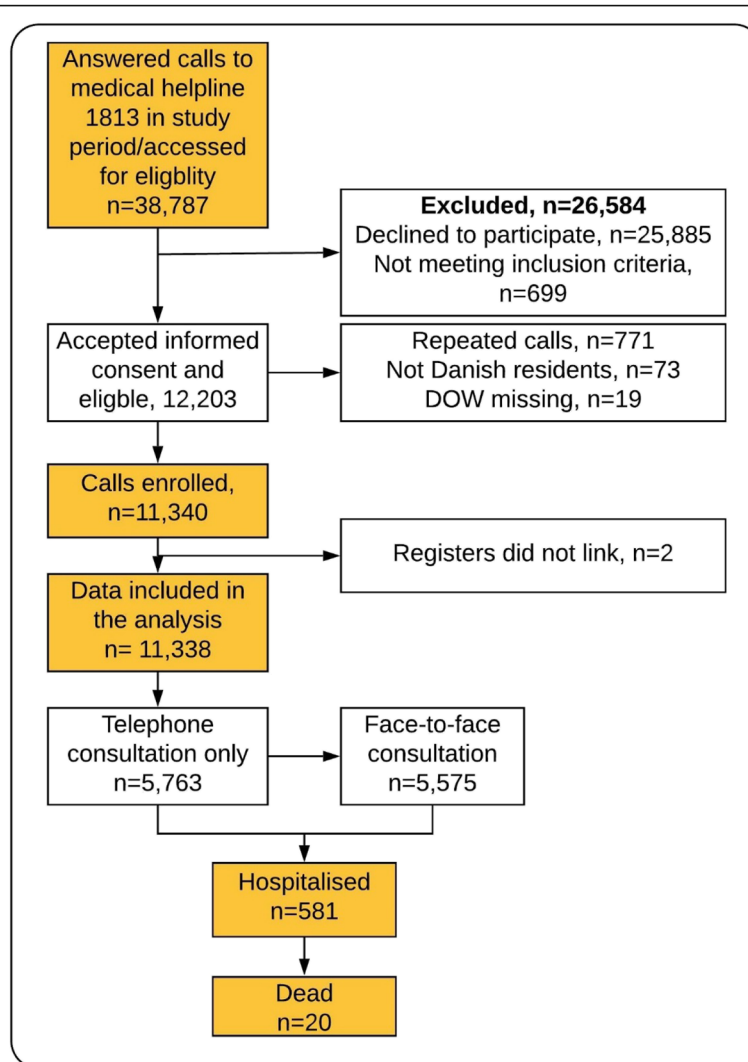 Answered calls to
medical helpline
1813 in study
period/accessed
for eligblity
n=38,787
Excluded, n=26,584
Declined to participate, n=25,885
Not meeting inclusion criteria,
n=699
Accepted informed
consent and
eligble, 12,203
Repeated calls, n=771
Not Danish residents, n=73
DOW missing, n=19
Calls enrolled,
n=11,340
Registers did not link, n=2
Data included in
the analysis
n= 11,338
Telephone
consultation only
n=5,763
Face-to-face
consultation
n=5,575
Hospitalised
n=581
Dead
n=20